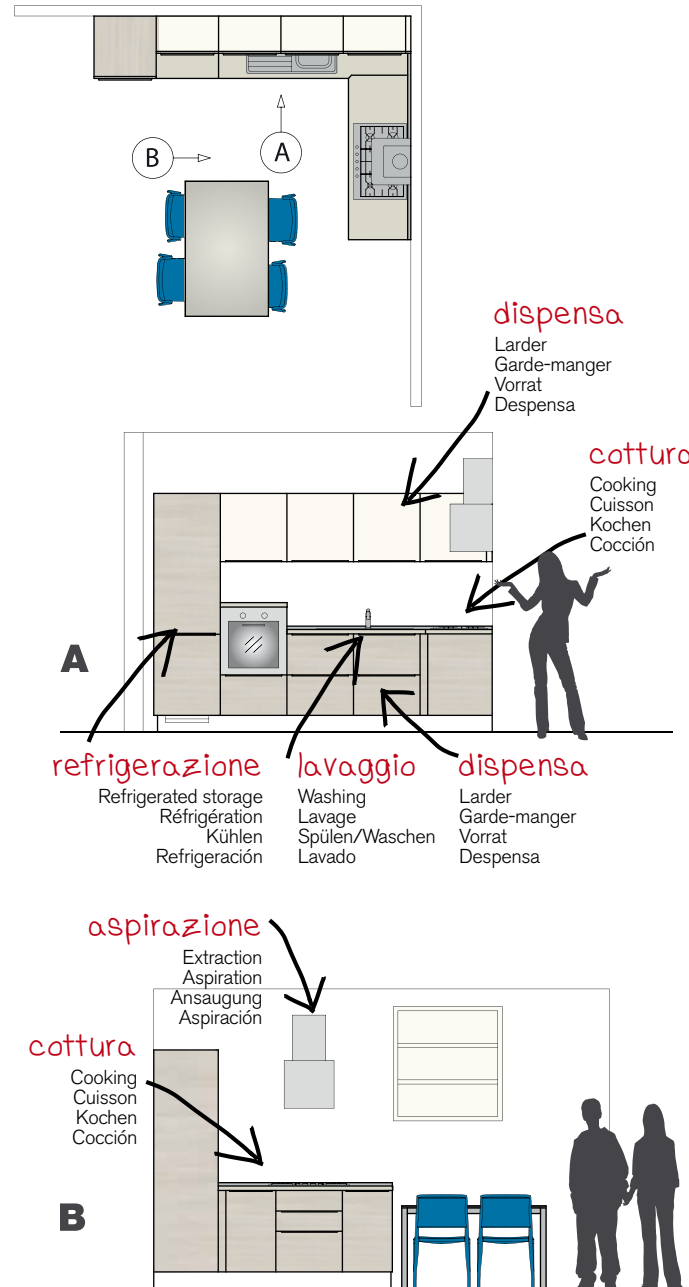 B
A
dispensa
Larder
Garde-manger
Vorrat
Despensa
cottura
Cooking
Cuisson
Kochen
Cocción
A
refrigerazione
Refrigerated storage
Réfrigération
Kühlen
Refrigeración
lavaggio
Washing
Lavage
Spülen/Waschen
Lavado
dispensa
Larder
Garde-manger
Vorrat
Despensa
aspirazione
Extraction
Aspiration
Ansaugung
Aspiración
cottura
Cooking
Cuisson
Kochen
Cocción
B